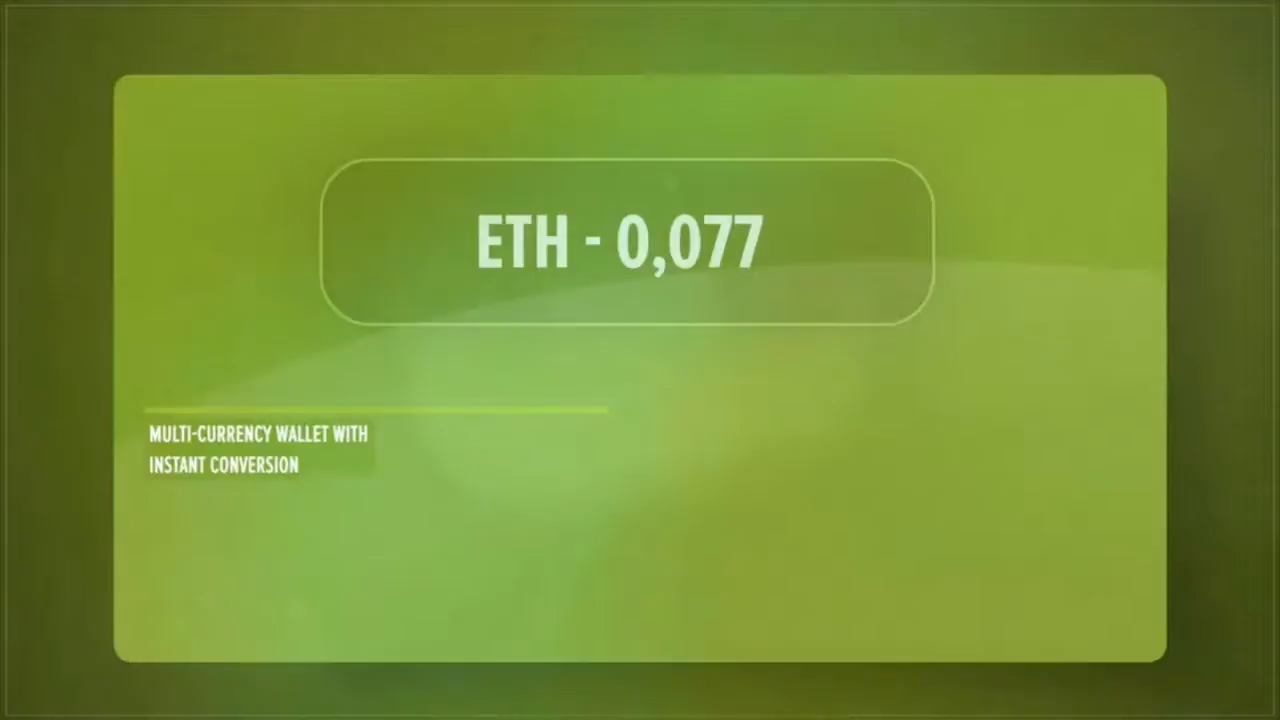 ETH - 0,077
MULTI-CURRENCY WALLET WITH
INSTANT CONVERSION